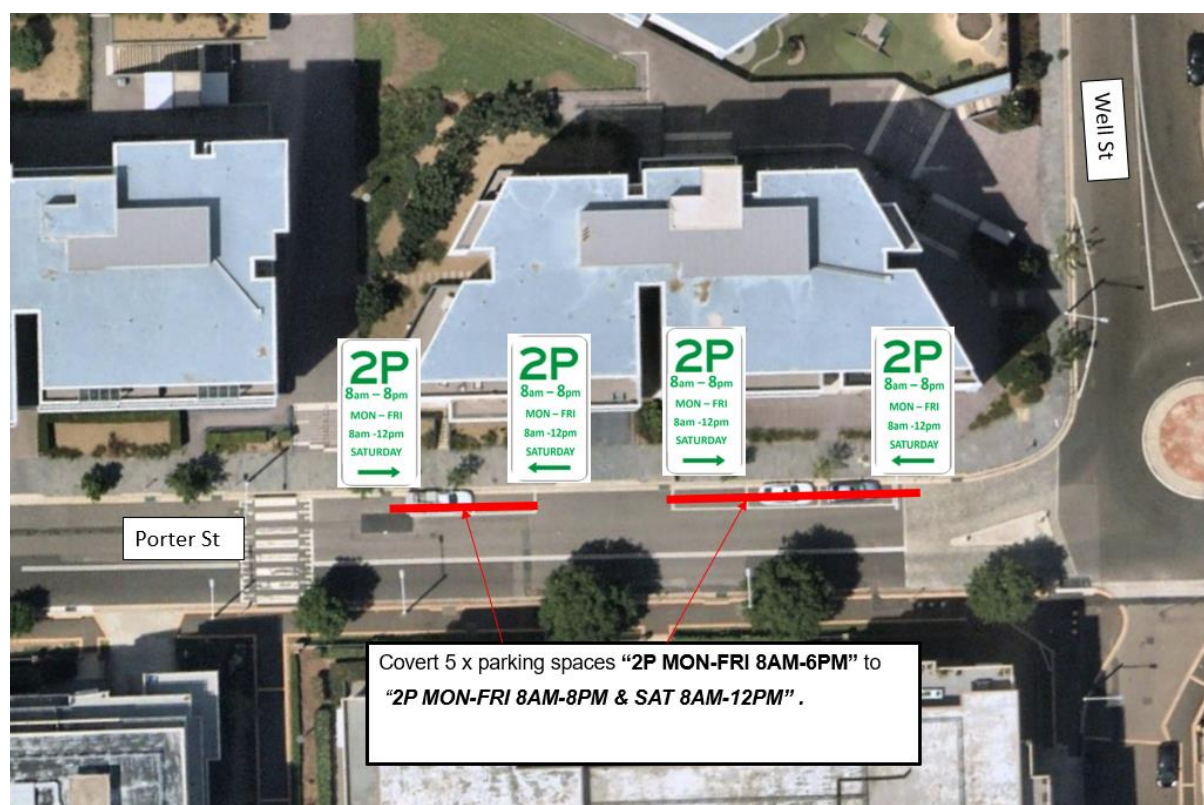 Well St
2P
8am – 8pm
MON – FRI
8am -12pm
SATURDAY
2P
8am – 8pm
MON – FRI
8am -12pm
SATURDAY
2P
8am – 8pm
MON – FRI
8am -12pm
SATURDAY
2P
8am – 8pm
MON – FRI
8am -12pm
SATURDAY
Porter St
Covert 5 x parking spaces “2P MON-FRI 8AM-6PM” to
“2P MON-FRI 8AM-8PM & SAT 8AM-12PM” .